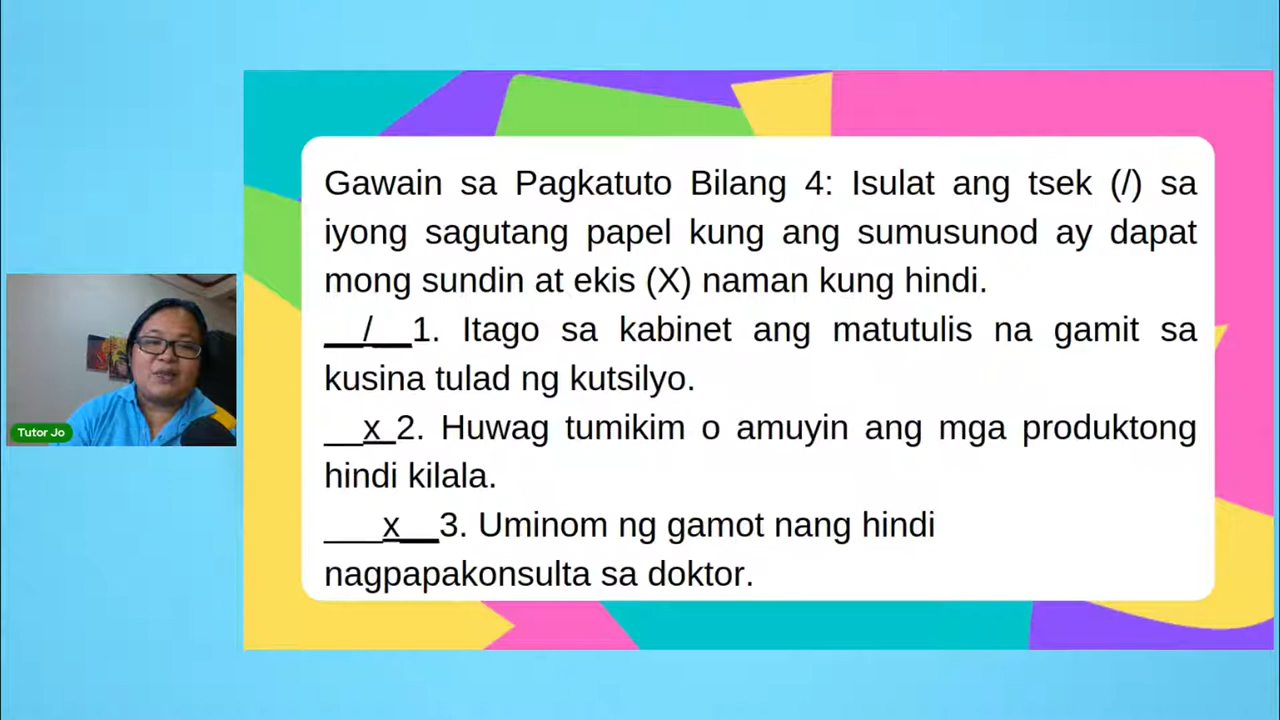 Gawain sa Pagkatuto Bilang 4: Isulat ang tsek (/) sa
iyong sagutang papel kung ang sumusunod ay dapat
mong sundin at ekis (X) naman kung hindi.
__/__1. Itago sa kabinet ang matutulis na gamit sa
kusina tulad ng kutsilyo.
__x_2. Huwag tumikim o amuyin ang mga produktong
hindi kilala.
___x__3. Uminom ng gamot nang hindi
nagpapakonsulta sa doktor.
Tutor Jo